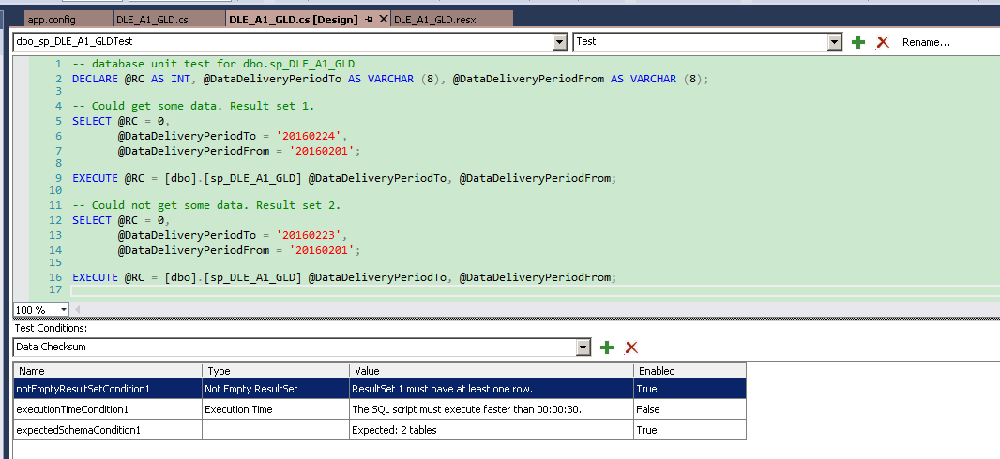 app.config DLE_A1_GLD.cs DLE_A1_GLD.cs [Design] DLE_A1_GLD.resx
dbo_sp_DLE_A1_GLDTest Test Rename...
1 -- database unit test for dbo.sp_DLE_A1_GLD
2 DECLARE @RC AS INT, @DataDeliveryPeriodTo AS VARCHAR (8), @DataDeliveryPeriodFrom AS VARCHAR (8);
3
4 -- Could get some data. Result set 1.
5 SELECT @RC = 0,
6 @DataDeliveryPeriodTo = '20160224',
7 @DataDeliveryPeriodFrom = '20160201';
8
9 EXECUTE @RC = [dbo].[sp_DLE_A1_GLD] @DataDeliveryPeriodTo, @DataDeliveryPeriodFrom;
10
11 -- Could not get some data. Result set 2.
12 SELECT @RC = 0,
13 @DataDeliveryPeriodTo = '20160223',
14 @DataDeliveryPeriodFrom = '20160201';
15
16 EXECUTE @RC = [dbo].[sp_DLE_A1_GLD] @DataDeliveryPeriodTo, @DataDeliveryPeriodFrom;
17
100 %
Test Conditions:
Data Checksum
Name Type Value Enabled
notEmptyResultSetCondition1 Not Empty ResultSet ResultSet 1 must have at least one row. True
executionTimeCondition1 Execution Time The SQL script must execute faster than 00:00:30. False
expectedSchemaCondition1 Expected: 2 tables True